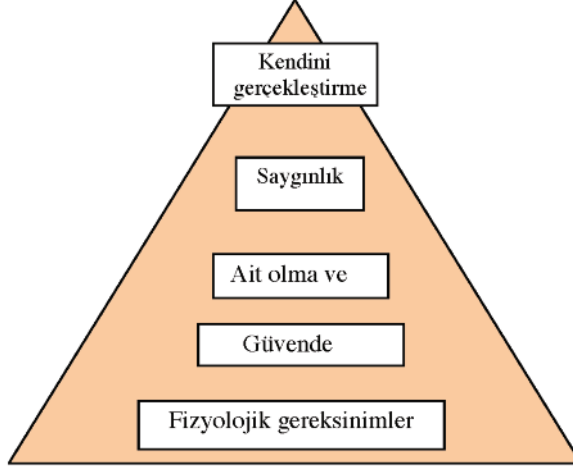 Kendini
gerçekleştirme
Saygınlık
Ait olma ve
Güvende
Fizyolojik gereksinimler